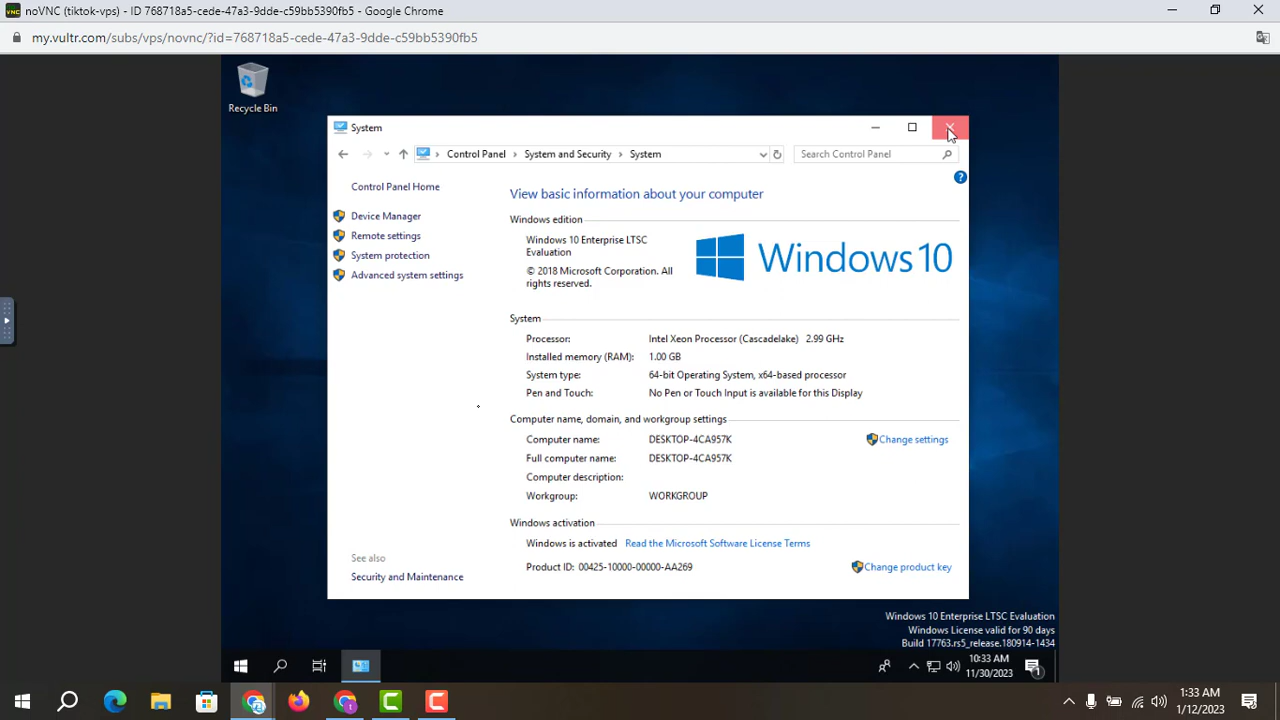 noVNC (tiktok-vps) - ID 768718a5-cede-47a3-9dde-c59bb5390fb5 - Google Chrome
my.vultr.com/subs/vps/novnc/?id=768718a5-cede-47a3-9dde-c59bb5390fb5
Recycle Bin
System
Control Panel > System and Security > System
Search Control Panel
Control Panel Home
Device Manager
Remote settings
System protection
Advanced system settings
See also
Security and Maintenance
View basic information about your computer
Windows edition
Windows 10 Enterprise LTSC
Evaluation
© 2018 Microsoft Corporation. All
rights reserved.
Windows 10
System
Processor: Intel Xeon Processor (Cascadelake) 2.99 GHz
Installed memory (RAM): 1.00 GB
System type: 64-bit Operating System, x64-based processor
Pen and Touch: No Pen or Touch Input is available for this Display
Computer name, domain, and workgroup settings
Computer name: DESKTOP-4CA957K
Change settings
Full computer name: DESKTOP-4CA957K
Computer description:
Workgroup: WORKGROUP
Windows activation
Windows is activated Read the Microsoft Software License Terms
Product ID: 00425-10000-00000-AA269
Change product key
Windows 10 Enterprise LTSC Evaluation
Windows License valid for 90 days
Build 17763.rs5_release.180914-1434
10:33 AM
11/30/2023
1
1:33 AM
1/12/2023